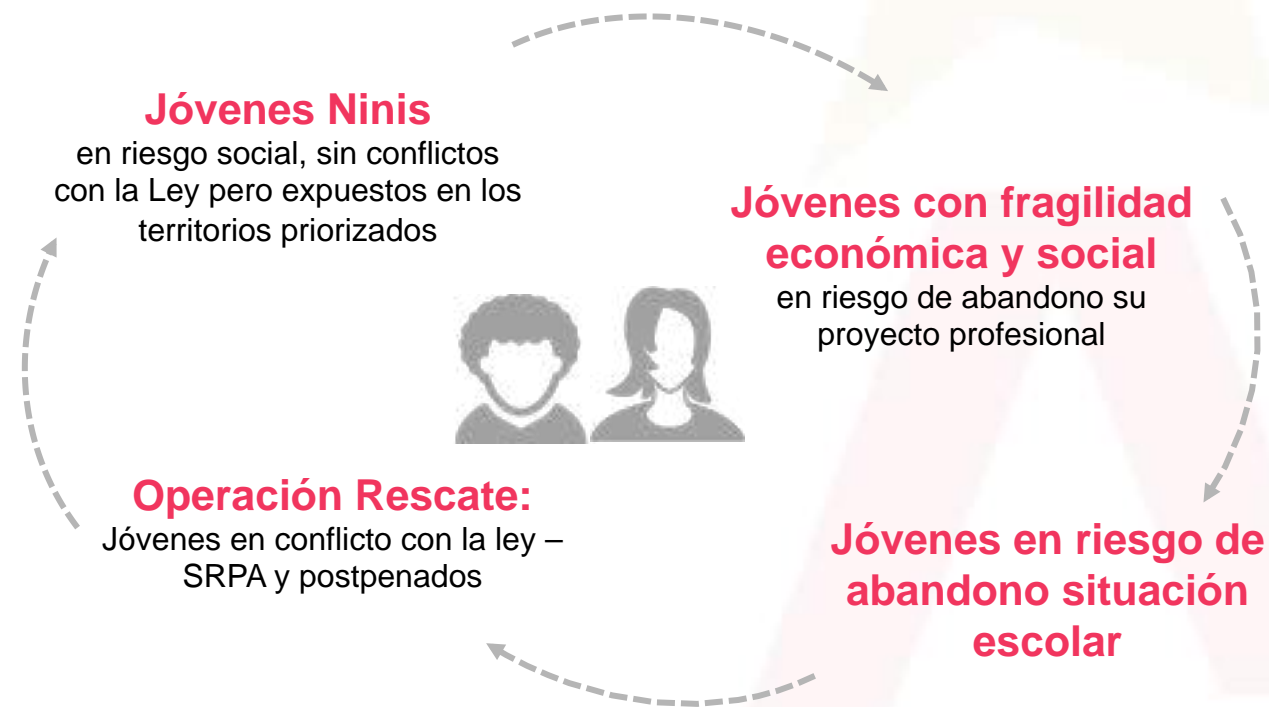 Jóvenes Ninis
en riesgo social, sin conflictos
con la Ley pero expuestos en los
territorios priorizados
Jóvenes con fragilidad
económica y social
en riesgo de abandono su
proyecto profesional
Operación Rescate:
Jóvenes en conflicto con la ley –
SRPA y postpenados
Jóvenes en riesgo de
abandono situación
escolar